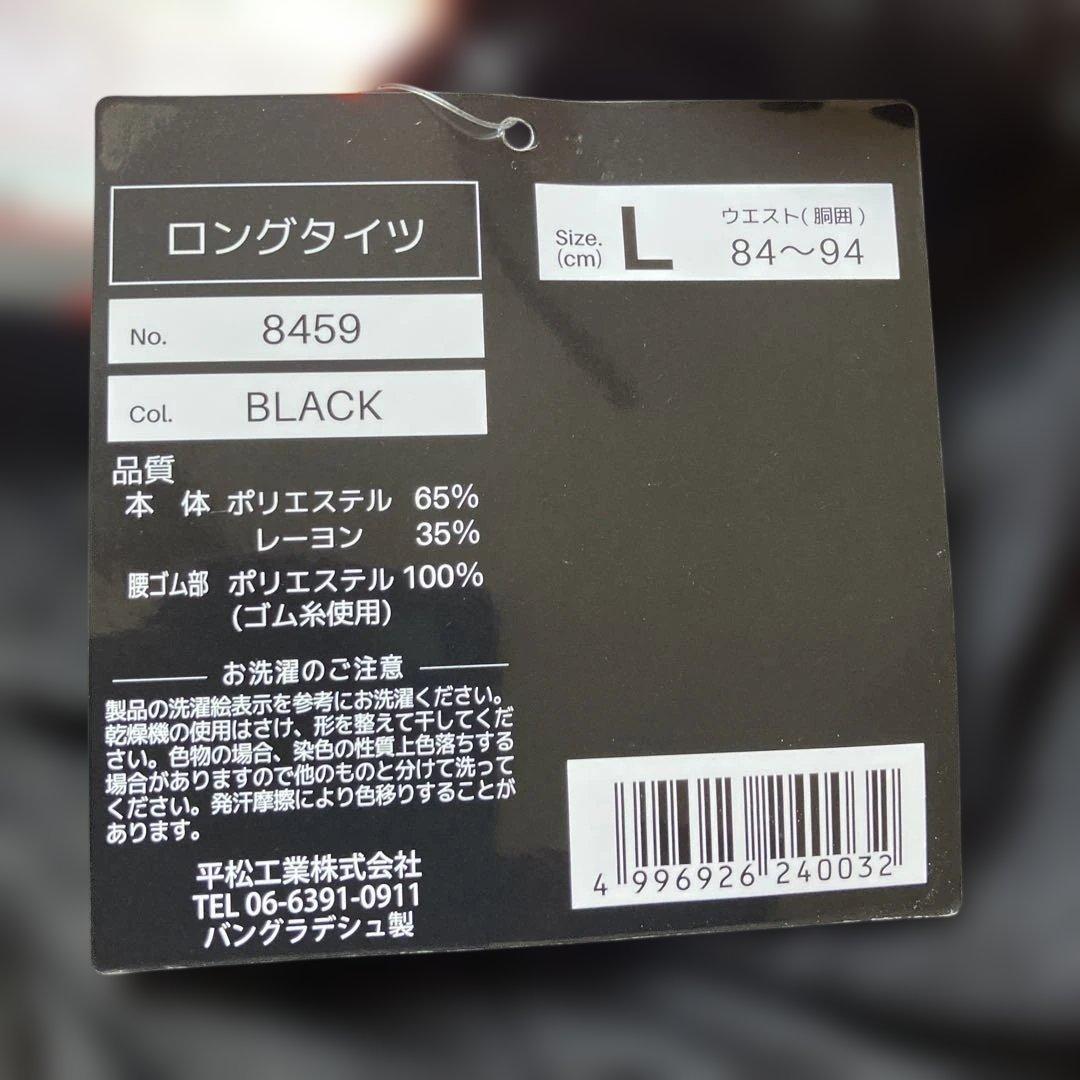 ロングタイツ
No. 8459
Col. BLACK
品質
本 体 ポリエステル 65%
レーヨン 35%
腰ゴム部 ポリエステル 100%
(ゴム糸使用)
お洗濯のご注意
製品の洗濯絵表示を参考にお洗濯ください。
乾燥機の使用はさけ、形を整えて干してくだ
さい。色物の場合、染色の性質上色落ちする
場合がありますので他のものと分けて洗って
ください。発汗摩擦により色移りすることが
あります。
平松工業株式会社
TEL 06-6391-0911
バングラデシュ製
Size. (cm) L
ウエスト(胴囲)
84〜94
4 996926 240032